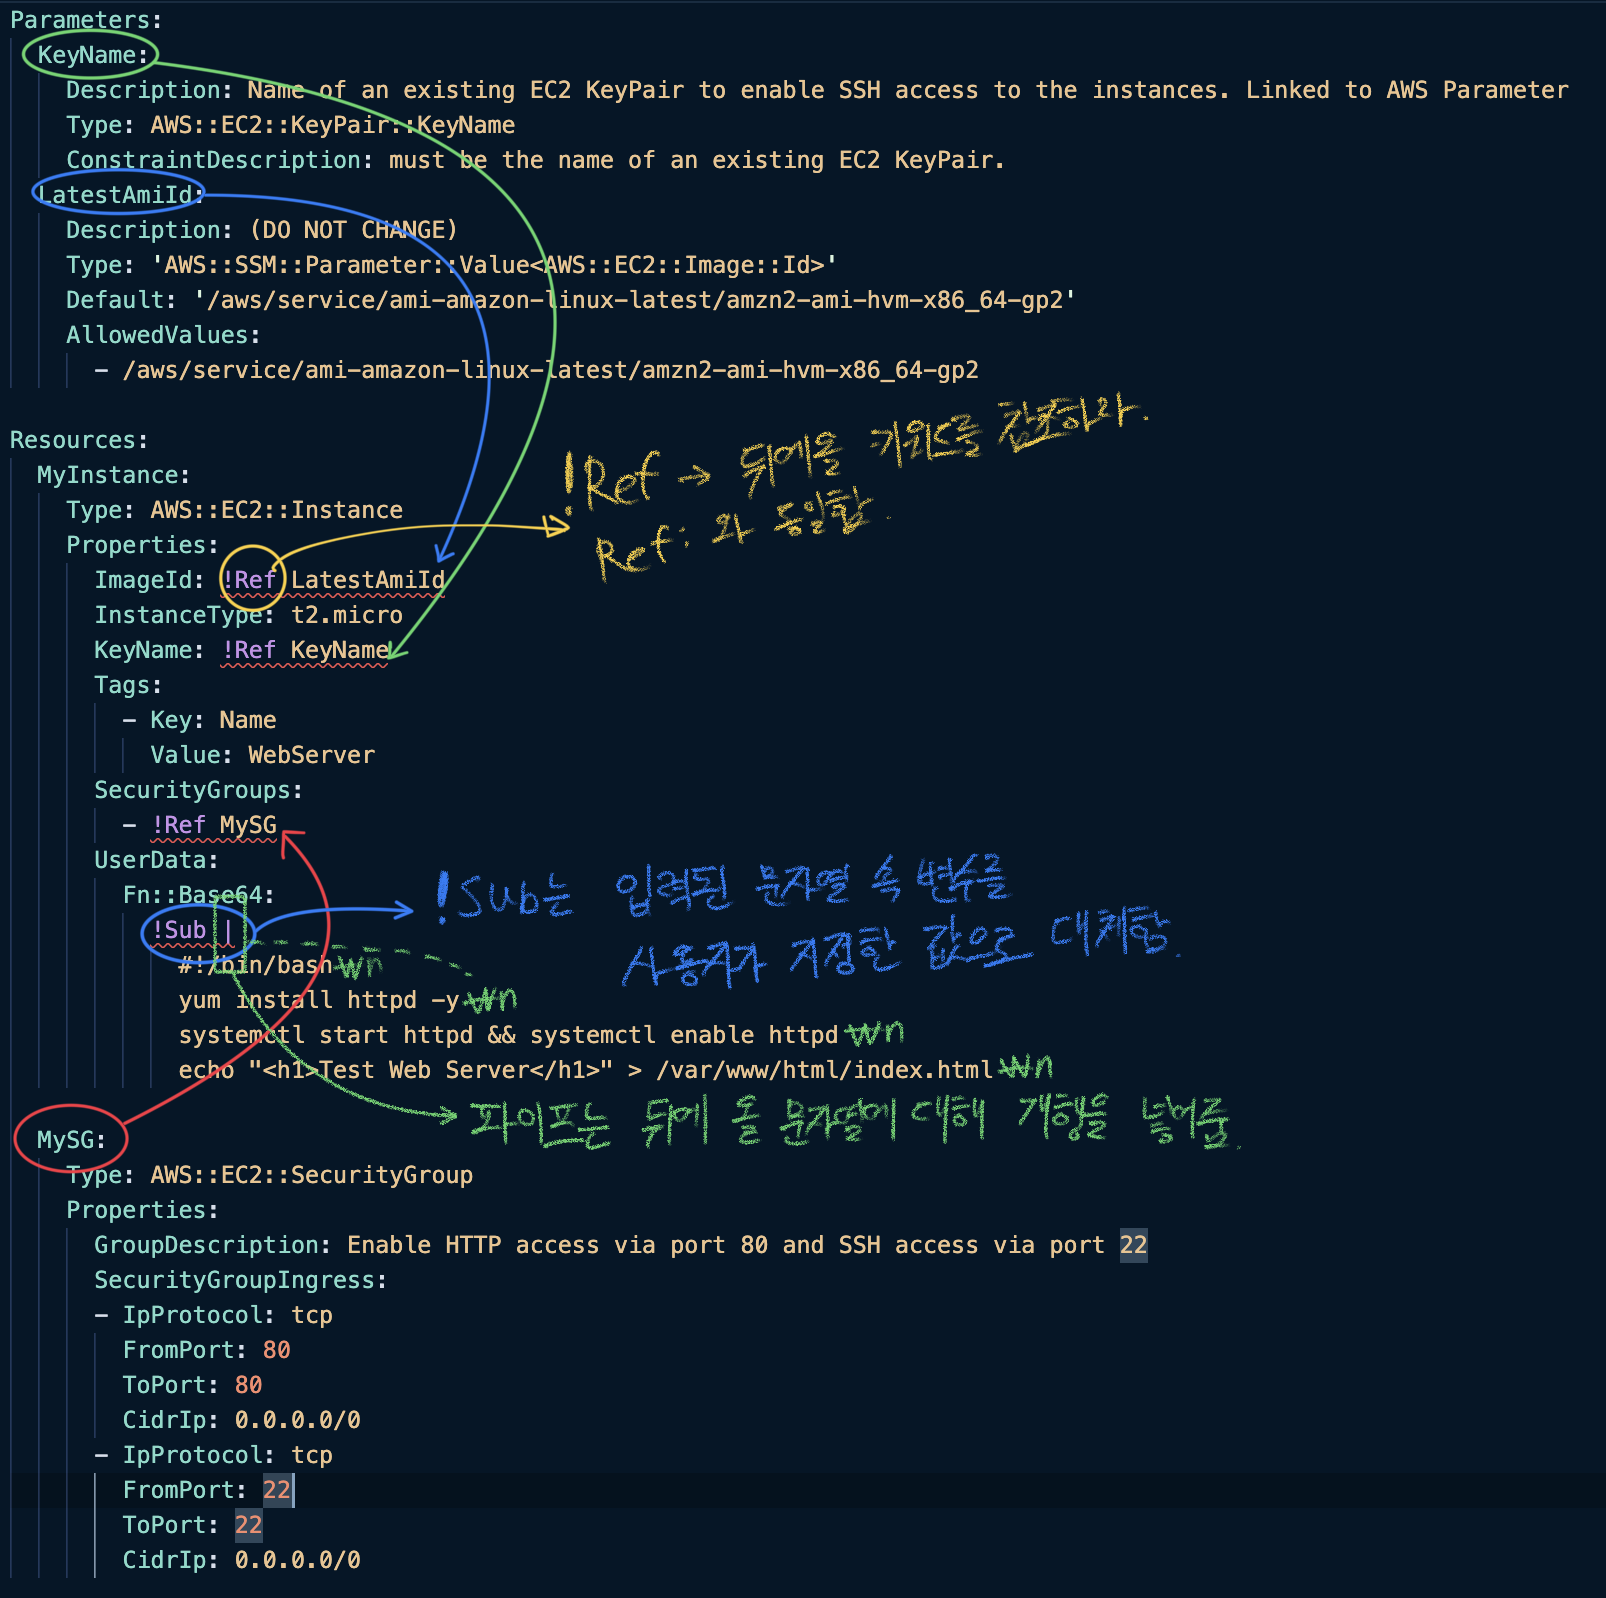 Parameters:
KeyName:
Description: Name of an existing EC2 KeyPair to enable SSH access to the instances. Linked to AWS Parameter
Type: AWS::EC2::KeyPair::KeyName
ConstraintDescription: must be the name of an existing EC2 KeyPair.
LatestAmiId:
Description: (DO NOT CHANGE)
Type: 'AWS::SSM::Parameter::Value<AWS::EC2::Image::Id>'
Default: '/aws/service/ami-amazon-linux-latest/amzn2-ami-hvm-x86_64-gp2'
AllowedValues:
- /aws/service/ami-amazon-linux-latest/amzn2-ami-hvm-x86_64-gp2
Resources:
MyInstance:
Type: AWS::EC2::Instance
Properties:
!Ref → 뒤에올 키워드를 참조하라.
Ref: 와 동일함.
ImageId: !Ref LatestAmiId
InstanceType: t2.micro
KeyName: !Ref KeyName
Tags:
- Key: Name
Value: WebServer
SecurityGroups:
- !Ref MySG
UserData:
Fn::Base64:
!Sub |
!Sub는 입력된 문자열 속 변수를
사용자가 지정한 값으로 대체함.
#!/bin/bash\n
yum install httpd -y\n
systemctl start httpd && systemctl enable httpd\n
echo "<h1>Test Web Server</h1>" > /var/www/html/index.html\n
파이프는 뒤에 올 문자열에 대해 개행을 넣어줌.
MySG:
Type: AWS::EC2::SecurityGroup
Properties:
GroupDescription: Enable HTTP access via port 80 and SSH access via port 22
SecurityGroupIngress:
- IpProtocol: tcp
FromPort: 80
ToPort: 80
CidrIp: 0.0.0.0/0
- IpProtocol: tcp
FromPort: 22
ToPort: 22
CidrIp: 0.0.0.0/0